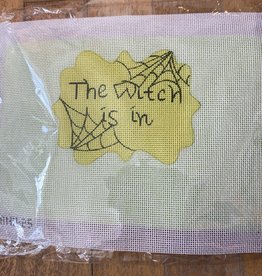 The Witch
is in